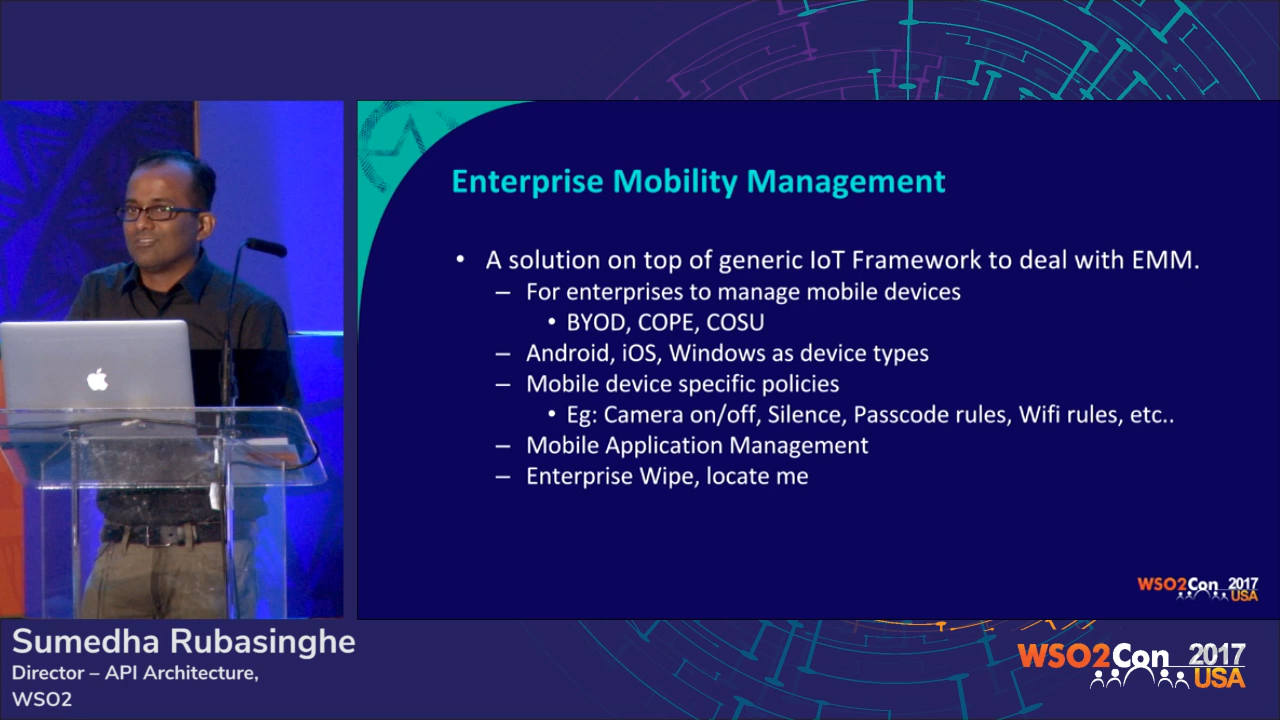 Enterprise Mobility Management
• A solution on top of generic IoT Framework to deal with EMM.
– For enterprises to manage mobile devices
• BYOD, COPE, COSU
– Android, iOS, Windows as device types
– Mobile device specific policies
• Eg: Camera on/off, Silence, Passcode rules, Wifi rules, etc..
– Mobile Application Management
– Enterprise Wipe, locate me
WSO2Con 2017
USA
Sumedha Rubasinghe
Director – API Architecture,
WSO2
WSO2Con 2017
USA